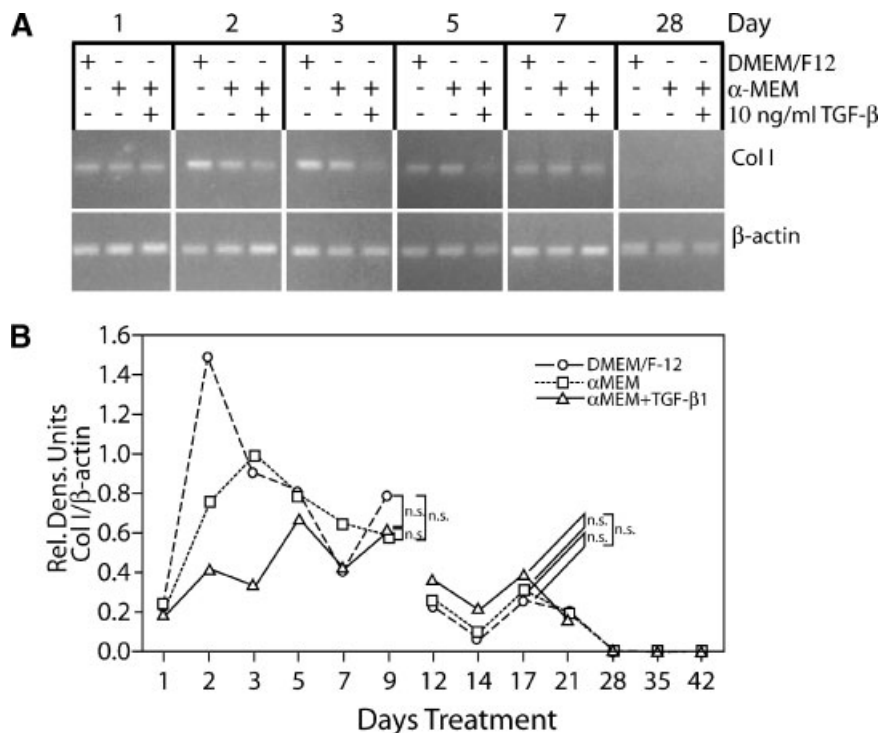 A
1 2 3 5 7 28 Day
+ - - + - - + - - + - - + - - + - - DMEM/F12
- + + - + + - + + - + + - + + - + + α-MEM
- - + - - + - - + - - + - - + - - + 10 ng/ml TGF-β
Col I
β-actin
B
Rel. Dens. Units
Col I/β-actin
1.6
1.4
1.2
1.0
0.8
0.6
0.4
0.2
0.0
DMEM/F-12
αMEM
αMEM+TGF-β1
n.s.
n.s.
n.s.
n.s.
n.s.
n.s.
1 2 3 5 7 9 12 14 17 21 28 35 42
Days Treatment